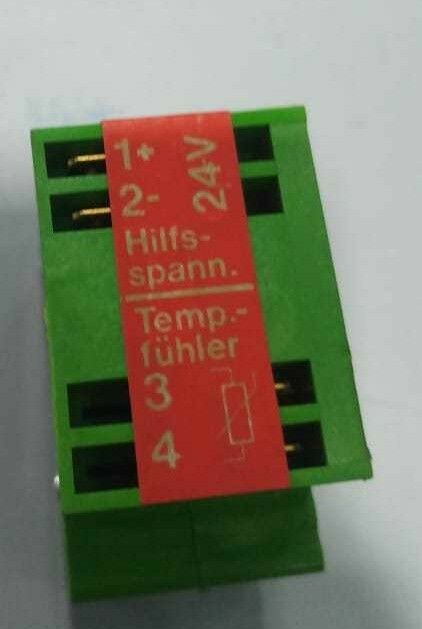 1+ 24V
2-
Hilfs-
spann.
Temp.-
fühler
3
4